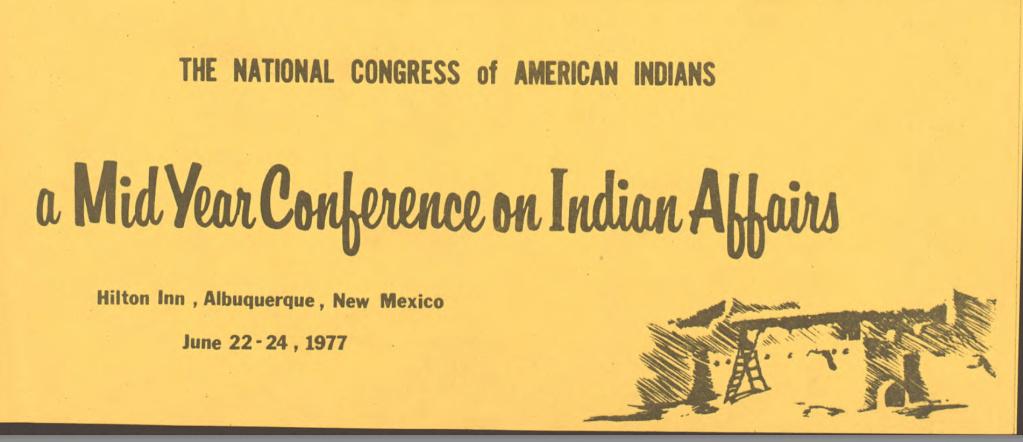 THE NATIONAL CONGRESS of AMERICAN INDIANS
a Mid Year Conference on Indian Affairs
Hilton Inn , Albuquerque , New Mexico
June 22-24 , 1977